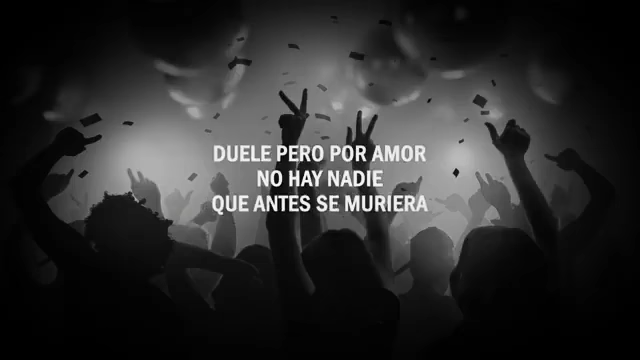 DUELE PERO POR AMOR
NO HAY NADIE
QUE ANTES SE MURIERA